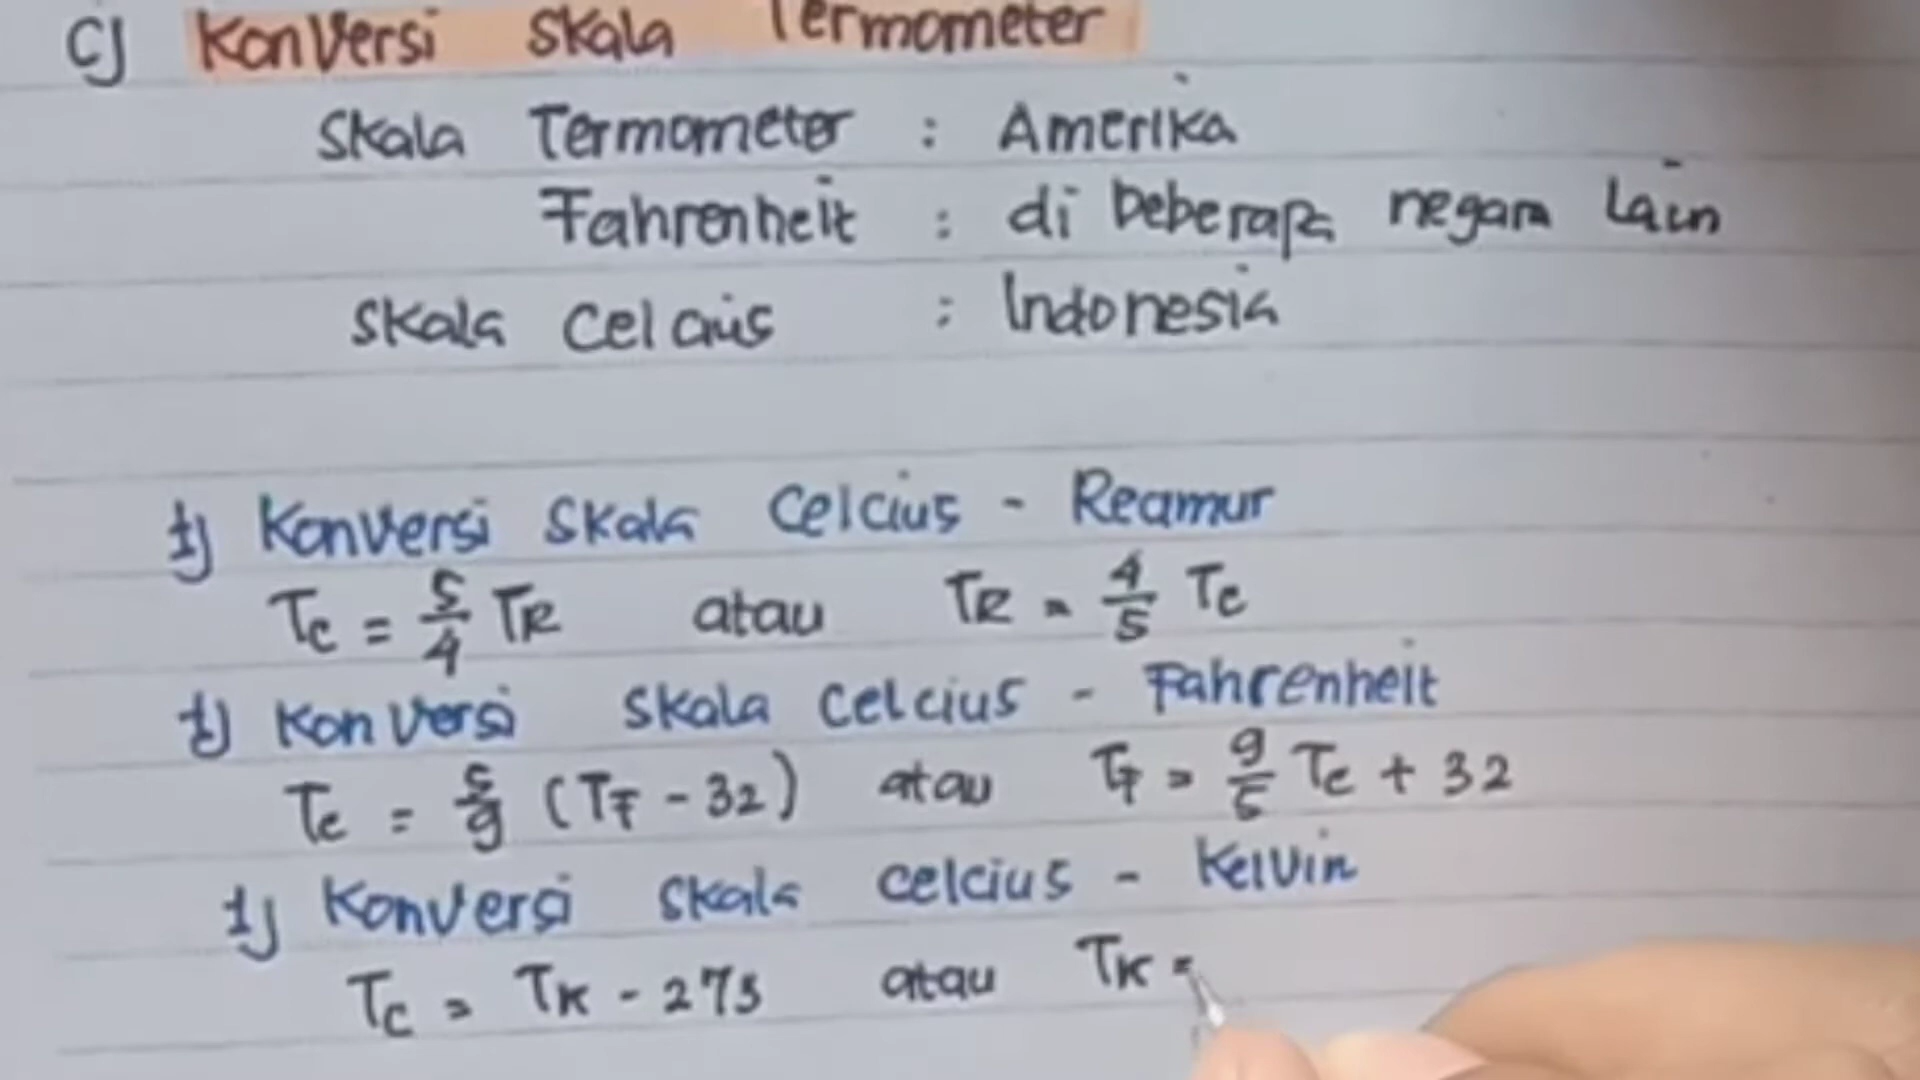 c) Konversi Skala Termometer
Skala Termometer : Amerika
Fahrenheit : di beberapa negara Lain
Skala Celcius : Indonesia
1) Konversi Skala Celcius - Reamur
Tc = 5/4 TR atau TR = 4/5 Tc
1) Konversi skala celcius - Fahrenheit
Tc = 5/9 (TF - 32) atau TF = 9/5 Tc + 32
1) Konversi skala celcius - Kelvin
Tc = TK - 273 atau TK =